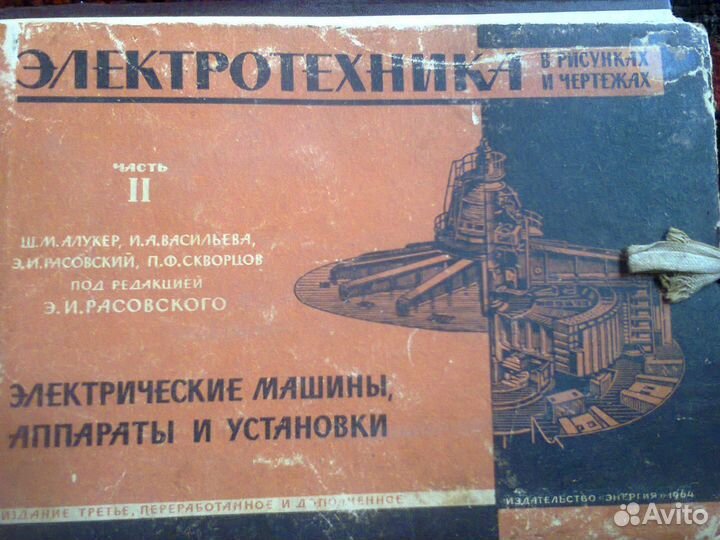 ЭЛЕКТРОТЕХНИКА
В РИСУНКАХ
И ЧЕРТЕЖАХ
ЧАСТЬ
II
Ш.М.АЛУКЕР, И.А.ВАСИЛЬЕВА,
Э.И.РАСОВСКИЙ, П.Ф.СКВОРЦОВ
ПОД РЕДАКЦИЕЙ
Э.И.РАСОВСКОГО
ЭЛЕКТРИЧЕСКИЕ МАШИНЫ,
АППАРАТЫ И УСТАНОВКИ
ИЗДАНИЕ ТРЕТЬЕ, ПЕРЕРАБОТАННОЕ И ДОПОЛНЕННОЕ
ИЗДАТЕЛЬСТВО «ЭНЕРГИЯ» 1964
Avito